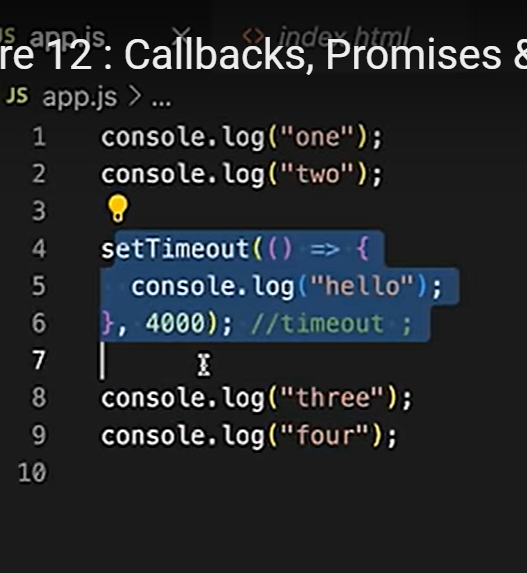 JS app.js × <> index.html
re 12 : Callbacks, Promises &
JS app.js > ...
1 console.log("one");
2 console.log("two");
3
4 setTimeout(() => {
5 console.log("hello");
6 }, 4000); //timeout ;
7
8 console.log("three");
9 console.log("four");
10